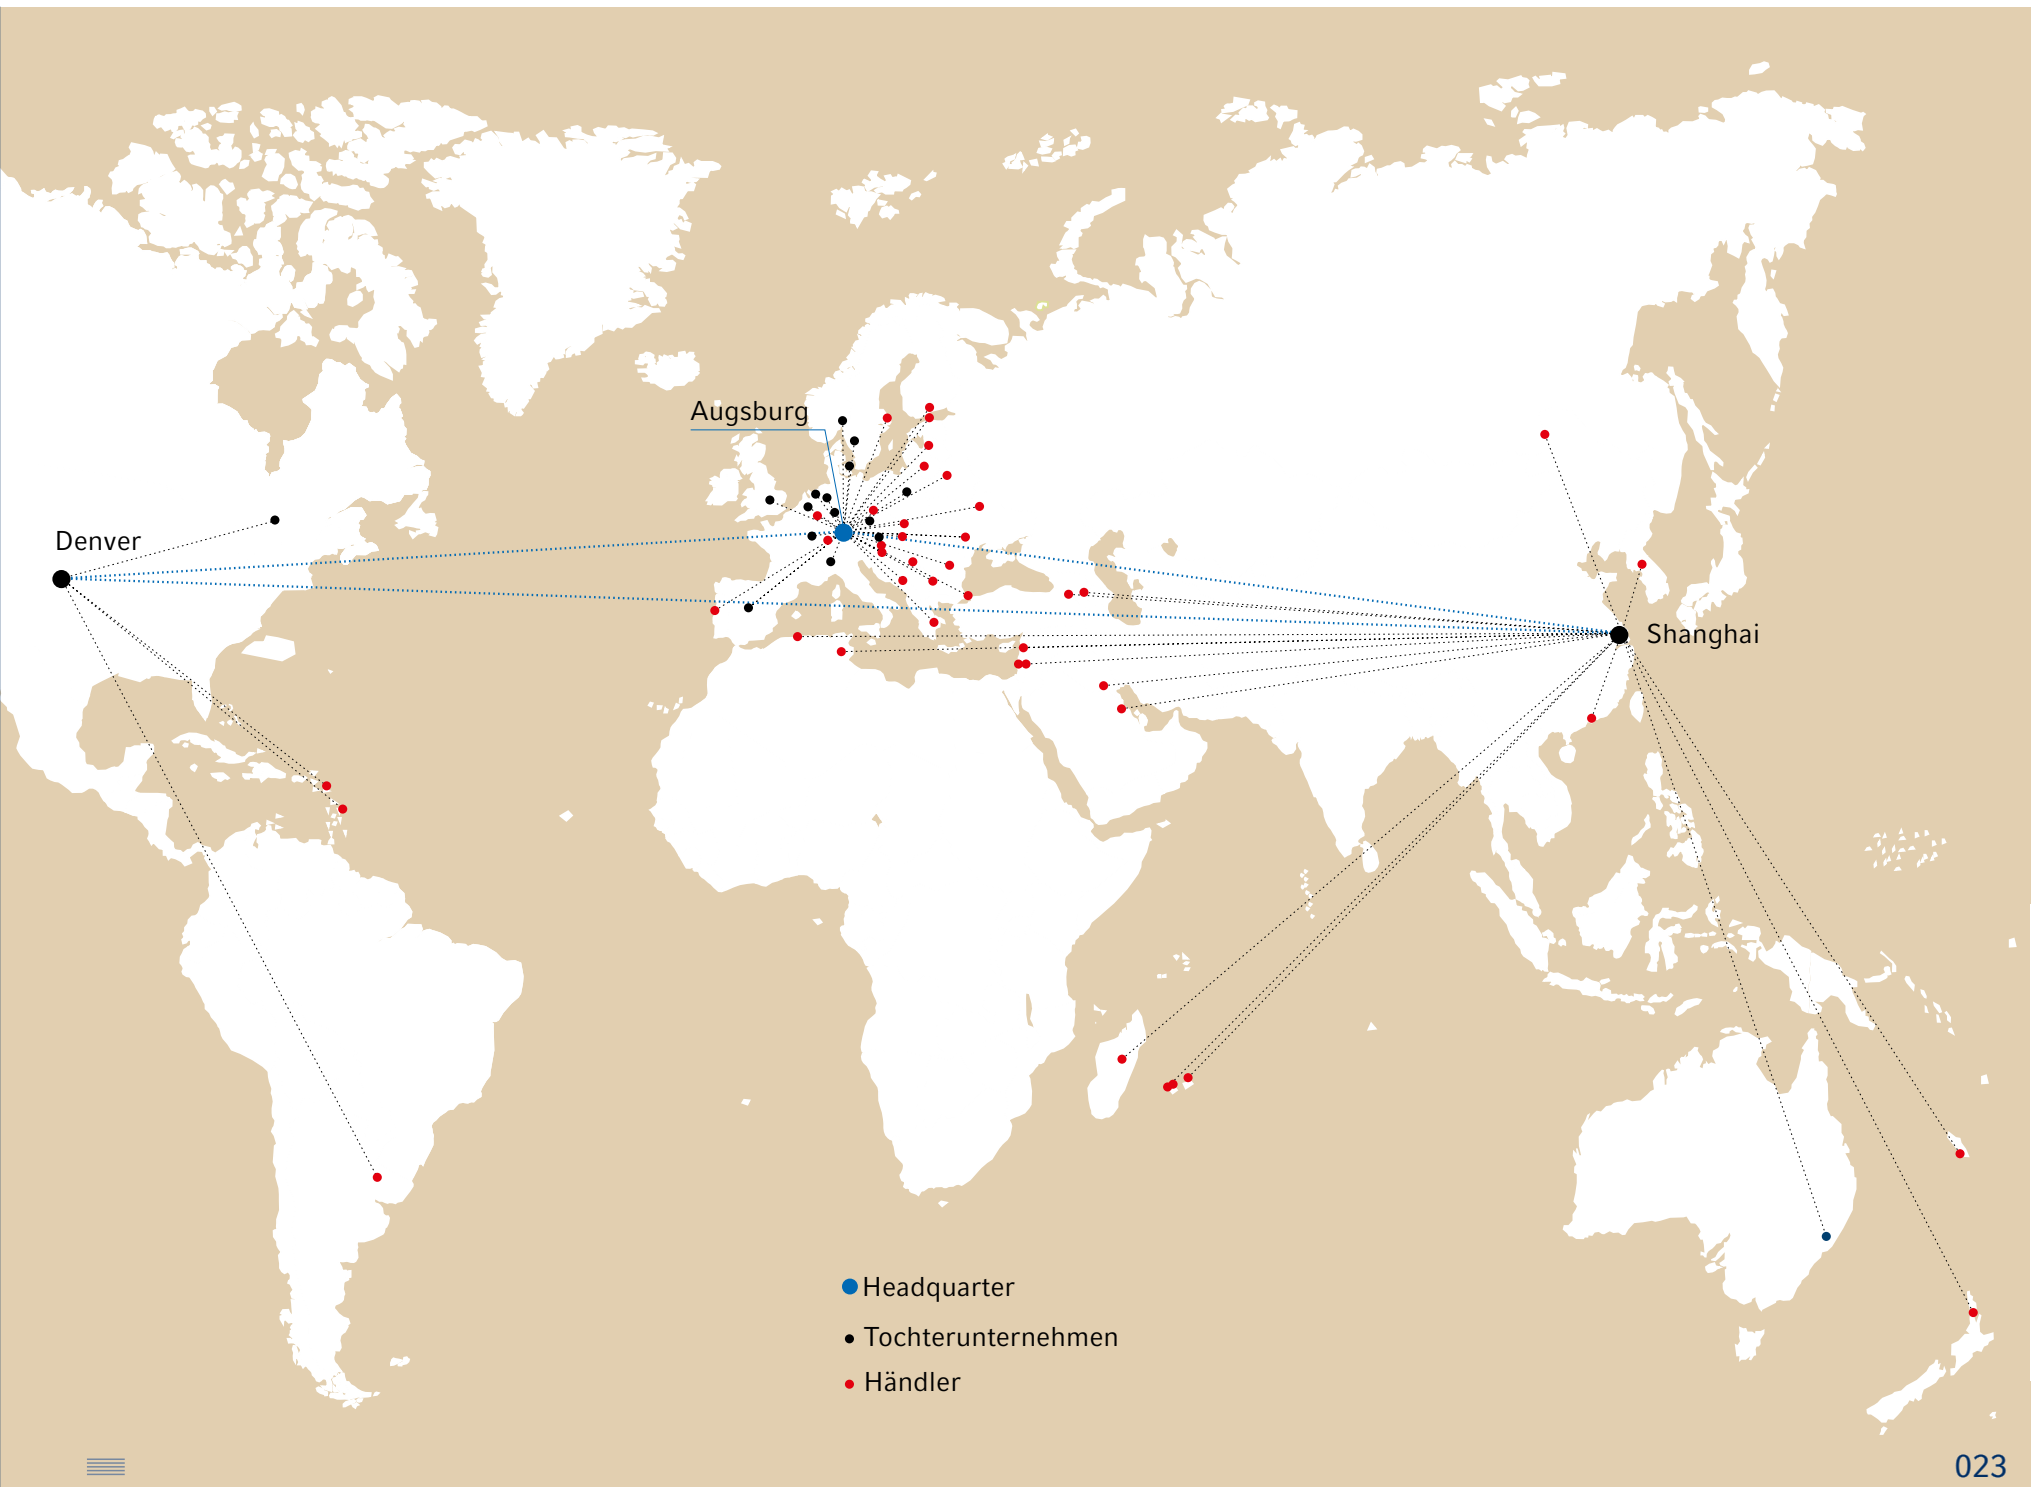 Augsburg
Denver
Shanghai
Headquarter
Tochterunternehmen
Händler
023